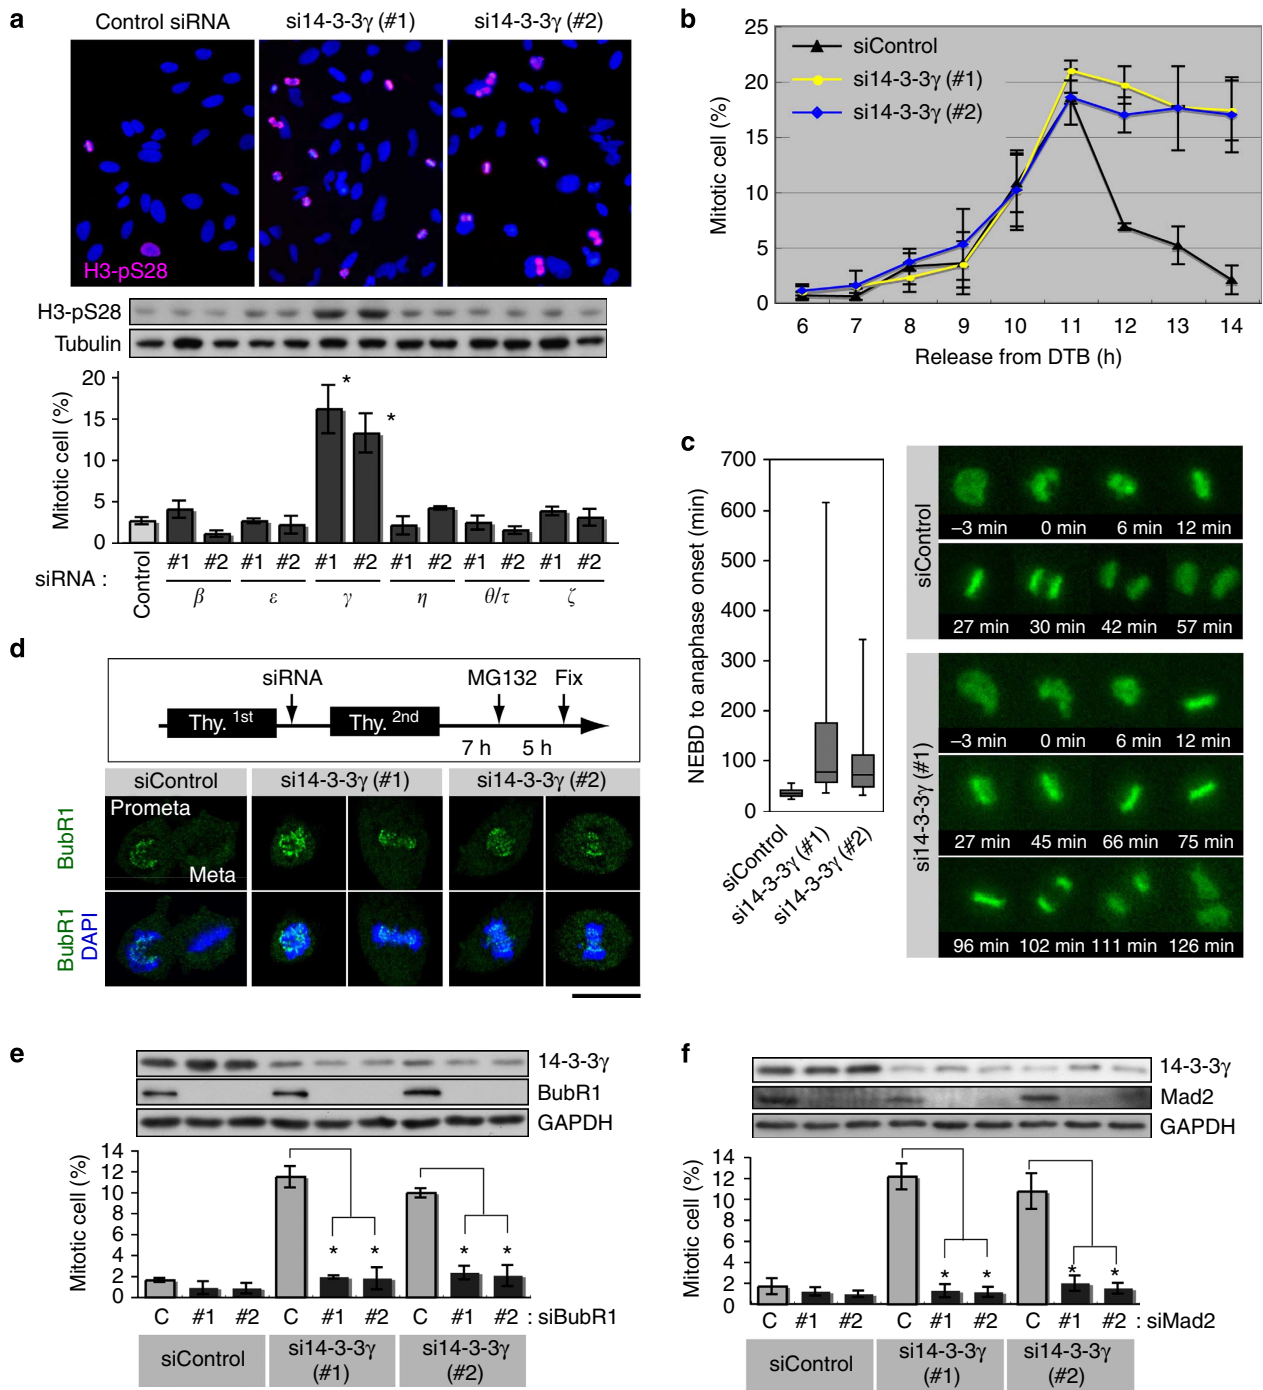 a
Control siRNA
si14-3-3γ (#1)
si14-3-3γ (#2)
H3-pS28
H3-pS28
Tubulin
Mitotic cell (%)
20
15
10
5
0
*
*
siRNA :
Control
#1 #2 #1 #2 #1 #2 #1 #2 #1 #2 #1 #2
β ε γ η θ/τ ζ
b
Mitotic cell (%)
25
20
15
10
5
0
siControl
si14-3-3γ (#1)
si14-3-3γ (#2)
6 7 8 9 10 11 12 13 14
Release from DTB (h)
c
NEBD to anaphase onset (min)
700
600
500
400
300
200
100
0
siControl
si14-3-3γ (#1)
si14-3-3γ (#2)
siControl
–3 min 0 min 6 min 12 min
27 min 30 min 42 min 57 min
si14-3-3γ (#1)
–3 min 0 min 6 min 12 min
27 min 45 min 66 min 75 min
96 min 102 min 111 min 126 min
d
siRNA MG132 Fix
Thy. 1st Thy. 2nd
7 h 5 h
siControl si14-3-3γ (#1) si14-3-3γ (#2)
BubR1
Prometa
Meta
BubR1
DAPI
e
14-3-3γ
BubR1
GAPDH
Mitotic cell (%)
14
12
10
8
6
4
2
0
* * * *
C #1 #2 C #1 #2 C #1 #2 : siBubR1
siControl si14-3-3γ (#1) si14-3-3γ (#2)
f
14-3-3γ
Mad2
GAPDH
Mitotic cell (%)
14
12
10
8
6
4
2
0
* * * *
C #1 #2 C #1 #2 C #1 #2 : siMad2
siControl si14-3-3γ (#1) si14-3-3γ (#2)